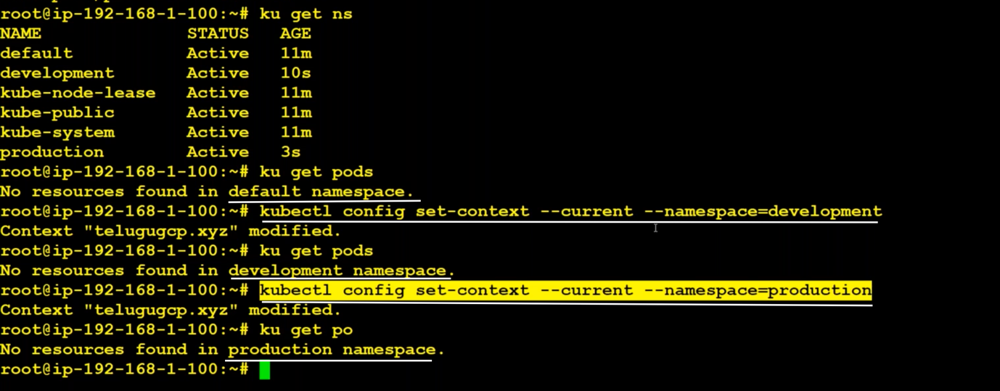 root@ip-192-168-1-100:~# ku get ns
NAME              STATUS   AGE
default           Active   11m
development       Active   10s
kube-node-lease   Active   11m
kube-public       Active   11m
kube-system       Active   11m
production        Active   3s
root@ip-192-168-1-100:~# ku get pods
No resources found in default namespace.
root@ip-192-168-1-100:~# kubectl config set-context --current --namespace=development
Context "telugugcp.xyz" modified.
root@ip-192-168-1-100:~# ku get pods
No resources found in development namespace.
root@ip-192-168-1-100:~# kubectl config set-context --current --namespace=production
Context "telugugcp.xyz" modified.
root@ip-192-168-1-100:~# ku get po
No resources found in production namespace.
root@ip-192-168-1-100:~#